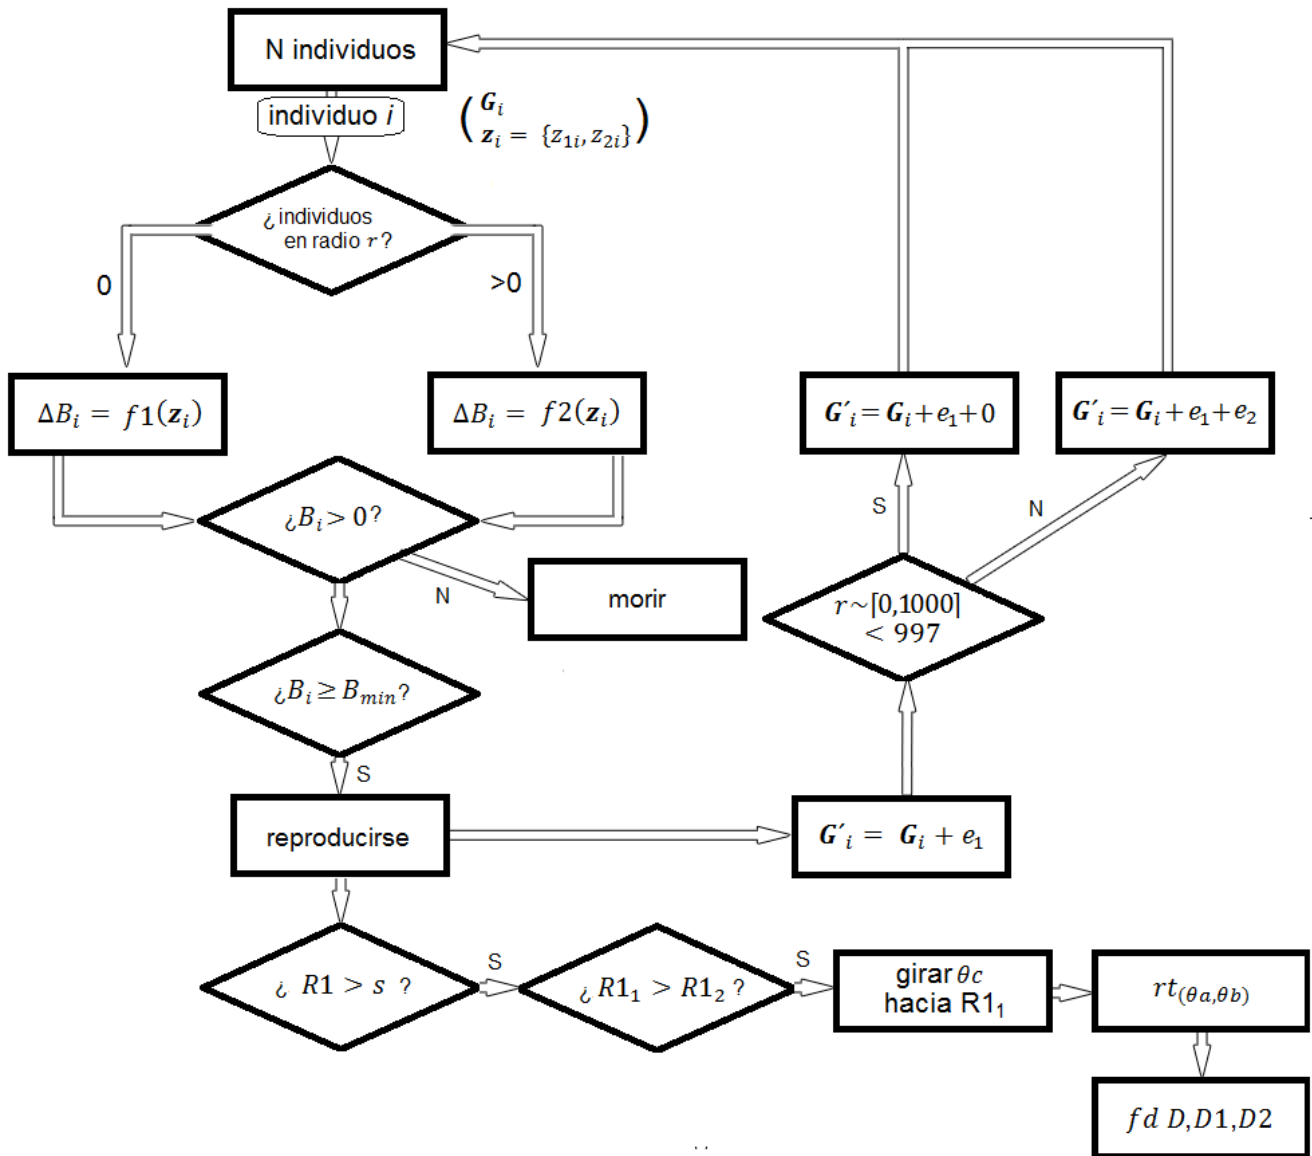 N individuos
individuo i
G_i
z_i = {z_1i, z_2i}
¿individuos
en radio r?
0
>0
ΔB_i = f1(z_i)
ΔB_i = f2(z_i)
G´_i = G_i + e_1 + 0
G´_i = G_i + e_1 + e_2
¿B_i > 0?
S
N
N
morir
r~⌈0,1000⌉
< 997
¿B_i ≥ B_min?
S
reproducirse
G´_i = G_i + e_1
¿ R1 > s ?
S
¿ R1_1 > R1_2 ?
S
girar θc
hacia R1_1
rt_(θa,θb)
fd D,D1,D2